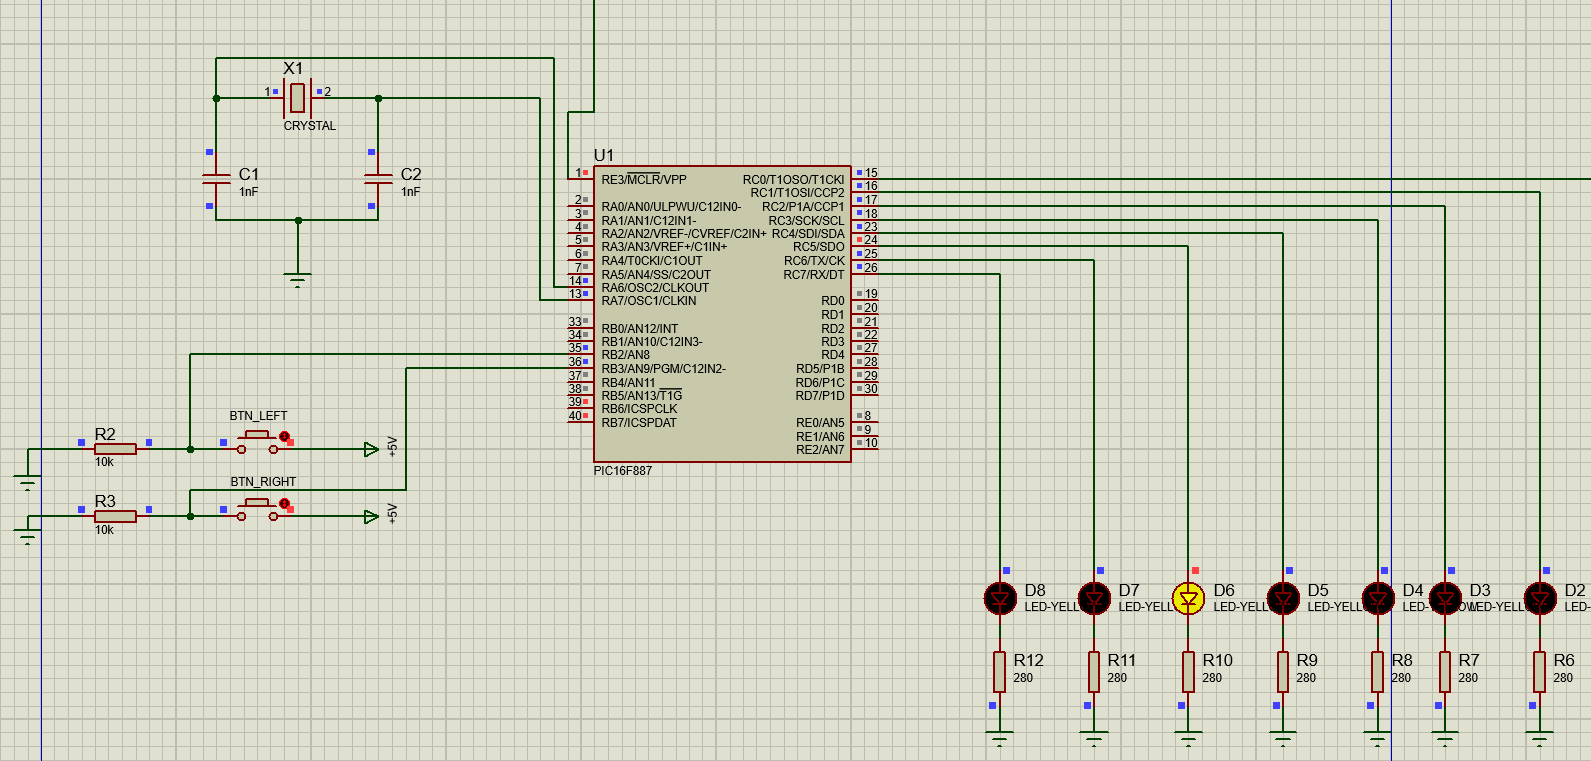 X1
1
2
CRYSTAL
C1
1nF
C2
1nF
U1
1
RE3/MCLR/VPP
2
RA0/AN0/ULPWU/C12IN0-
3
RA1/AN1/C12IN1-
4
RA2/AN2/VREF-/CVREF/C2IN+
5
RA3/AN3/VREF+/C1IN+
6
RA4/T0CKI/C1OUT
7
RA5/AN4/SS/C2OUT
14
RA6/OSC2/CLKOUT
13
RA7/OSC1/CLKIN
33
RB0/AN12/INT
34
RB1/AN10/C12IN3-
35
RB2/AN8
36
RB3/AN9/PGM/C12IN2-
37
RB4/AN11
38
RB5/AN13/T1G
39
RB6/ICSPCLK
40
RB7/ICSPDAT
RC0/T1OSO/T1CKI
15
RC1/T1OSI/CCP2
16
RC2/P1A/CCP1
17
RC3/SCK/SCL
18
RC4/SDI/SDA
23
RC5/SDO
24
RC6/TX/CK
25
RC7/RX/DT
26
RD0
19
RD1
20
RD2
21
RD3
22
RD4
27
RD5/P1B
28
RD6/P1C
29
RD7/P1D
30
RE0/AN5
8
RE1/AN6
9
RE2/AN7
10
PIC16F887
BTN_LEFT
R2
10k
+5V
BTN_RIGHT
R3
10k
+5V
D8
LED-YELL
D7
LED-YELL
D6
LED-YELL
D5
LED-YELL
D4
LED-
D3
D2
LED-
R12
280
R11
280
R10
280
R9
280
R8
280
R7
280
R6
280